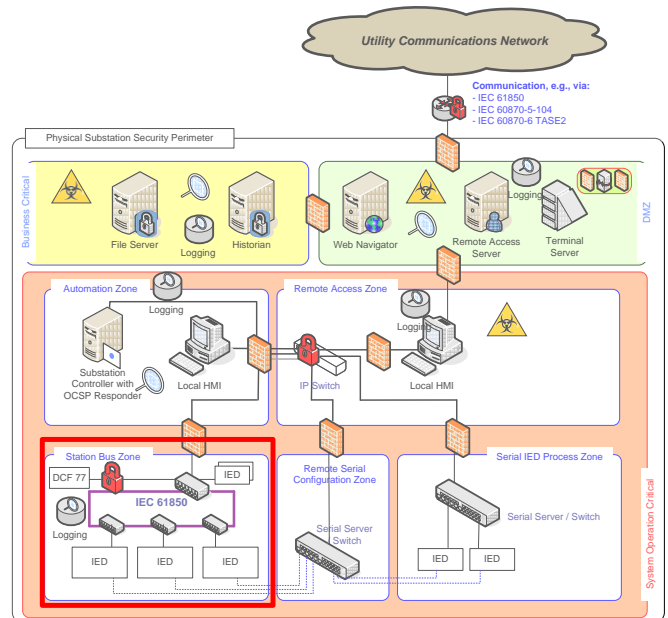 Utility Communications Network
Communication, e.g., via:
- IEC 61850
- IEC 60870-5-104
- IEC 60870-6 TASE2
Physical Substation Security Perimeter
Business Critical
File Server
Logging
Historian
Web Navigator
Logging
Remote Access
Server
Terminal
Server
DMZ
Automation Zone
Logging
Substation
Controller with
OCSP Responder
Local HMI
Remote Access Zone
Logging
IP Switch
Local HMI
Station Bus Zone
DCF 77
IED
IEC 61850
Logging
IED
IED
IED
Remote Serial
Configuration Zone
Serial Server
Switch
Serial IED Process Zone
Serial Server / Switch
IED
IED
System Operation Critical